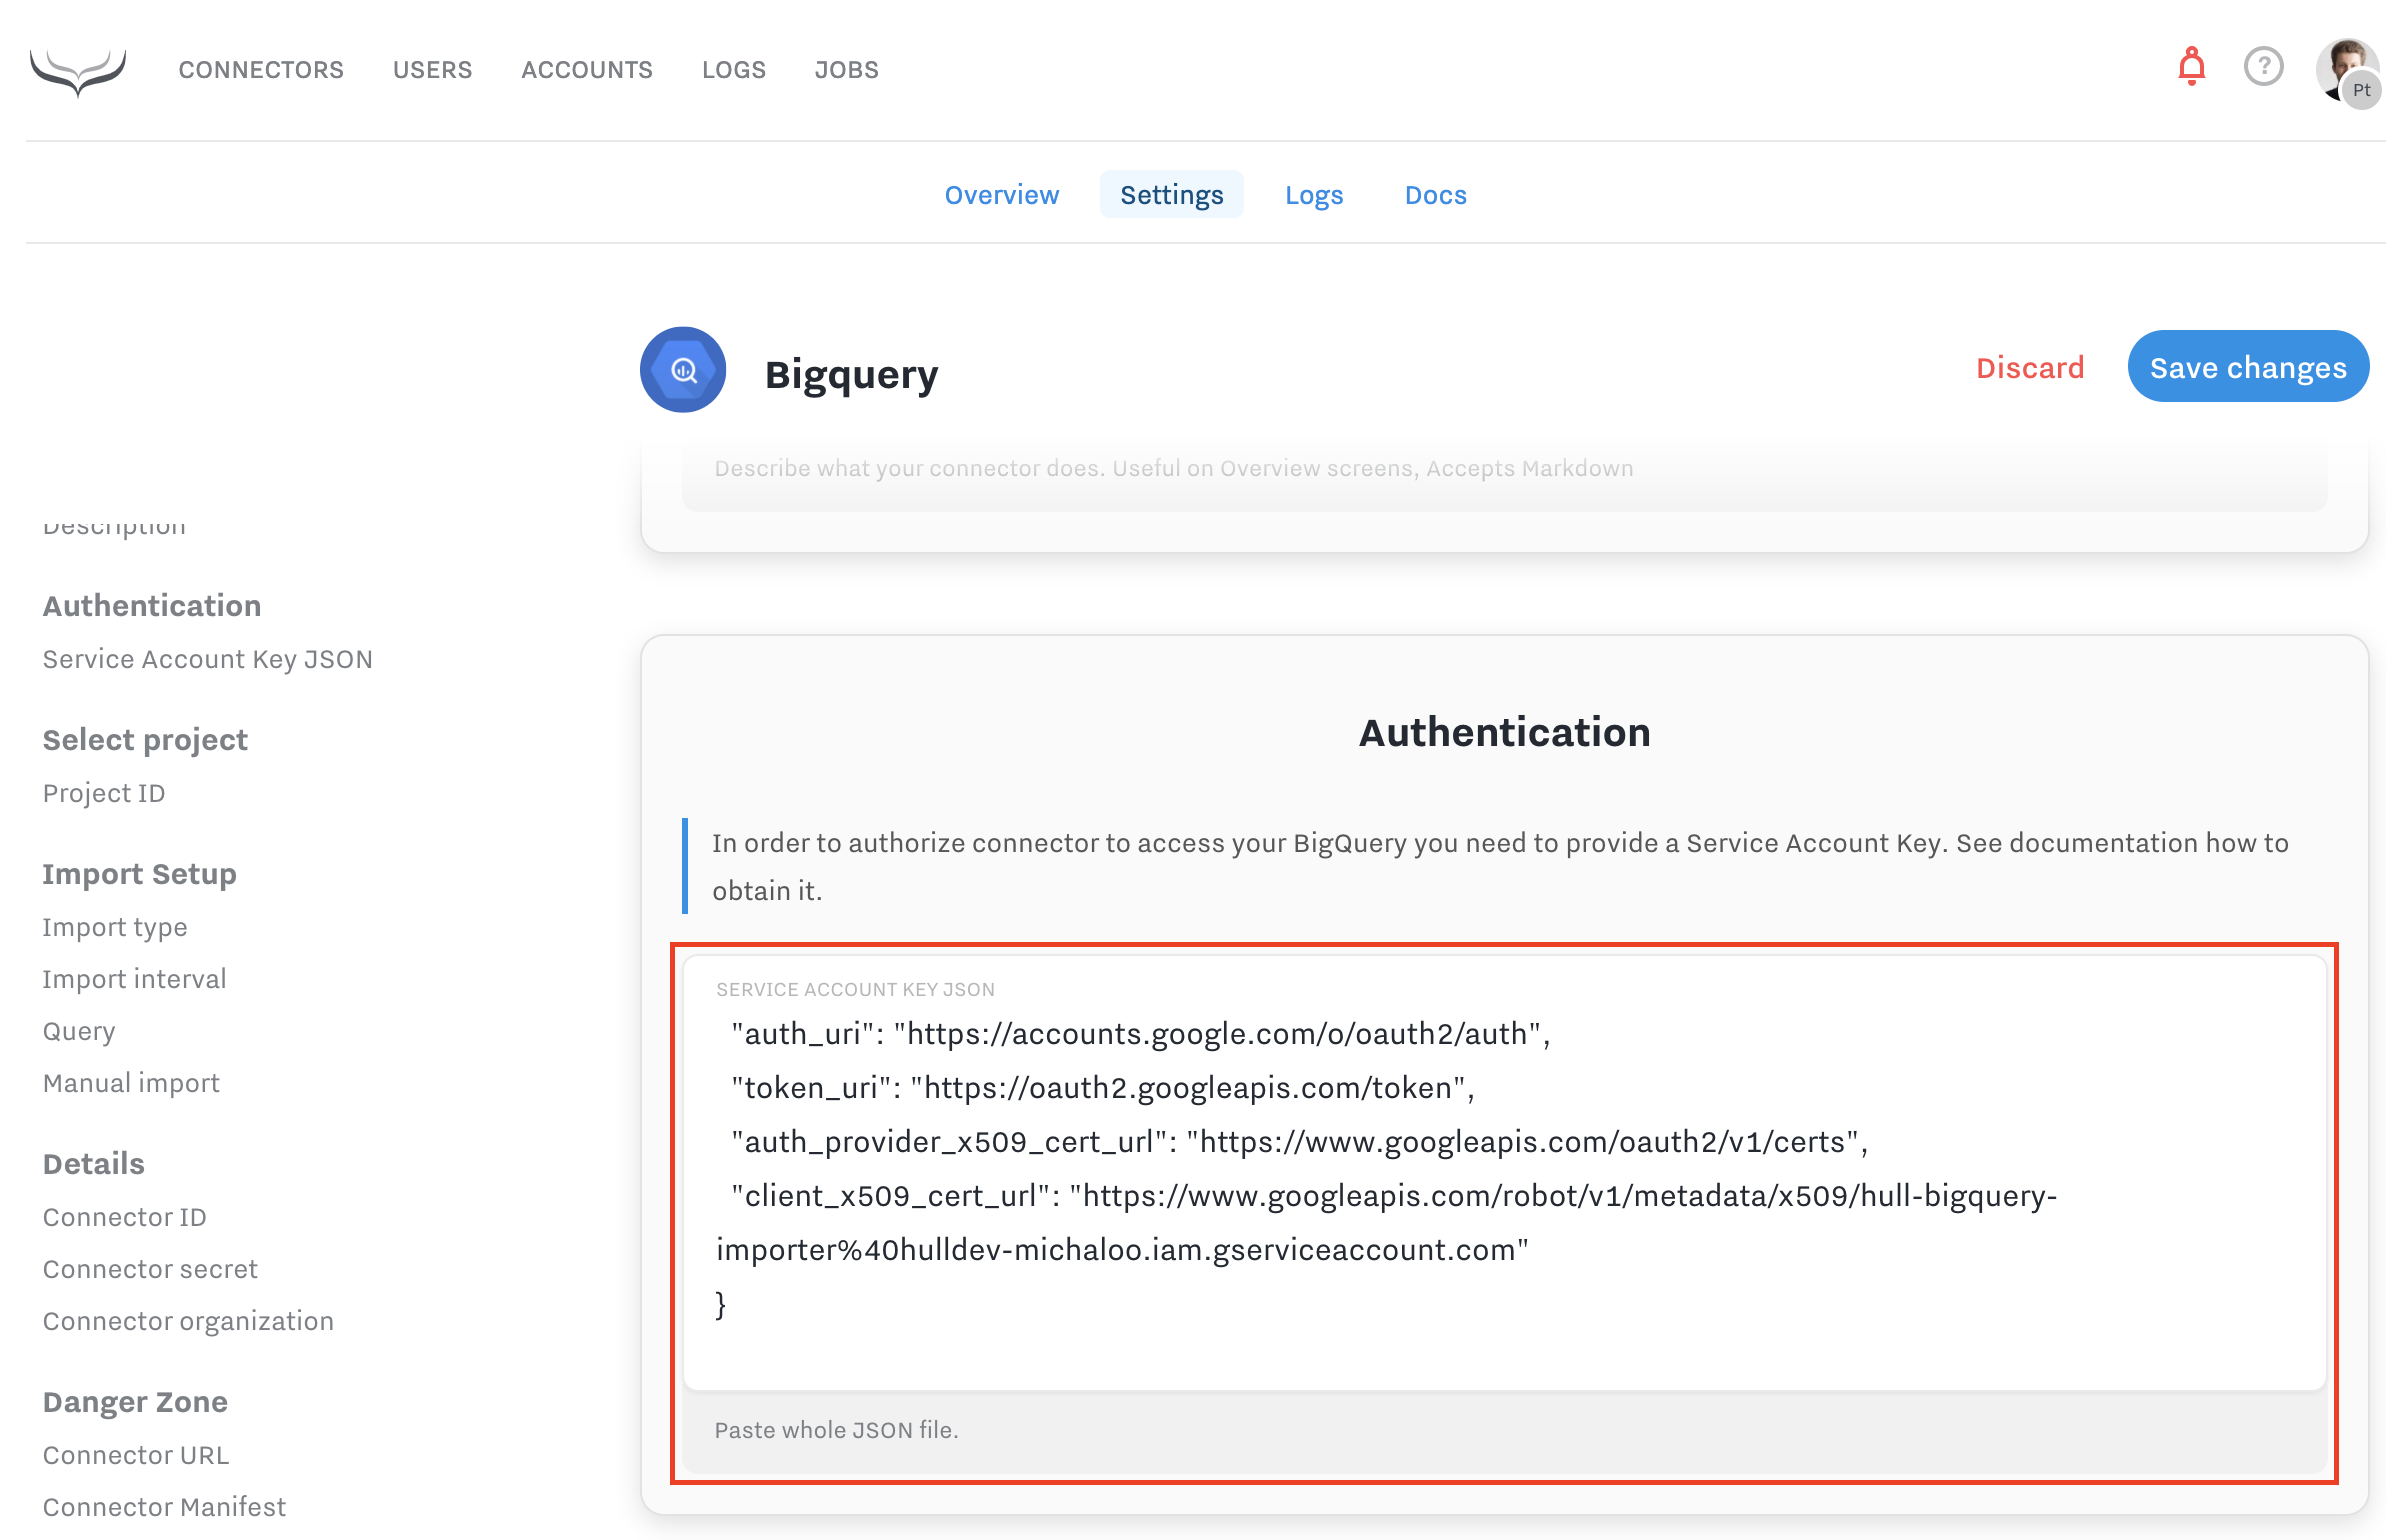 CONNECTORS USERS ACCOUNTS LOGS JOBS
?
Pt
Overview Settings Logs Docs
Bigquery
Discard Save changes
Describe what your connector does. Useful on Overview screens, Accepts Markdown
Description
Authentication
Service Account Key JSON
Select project
Project ID
Import Setup
Import type
Import interval
Query
Manual import
Details
Connector ID
Connector secret
Connector organization
Danger Zone
Connector URL
Connector Manifest
Authentication
In order to authorize connector to access your BigQuery you need to provide a Service Account Key. See documentation how to
obtain it.
SERVICE ACCOUNT KEY JSON
"auth_uri": "https://accounts.google.com/o/oauth2/auth",
"token_uri": "https://oauth2.googleapis.com/token",
"auth_provider_x509_cert_url": "https://www.googleapis.com/oauth2/v1/certs",
"client_x509_cert_url": "https://www.googleapis.com/robot/v1/metadata/x509/hull-bigquery-
importer%40hulldev-michaloo.iam.gserviceaccount.com"
}
Paste whole JSON file.